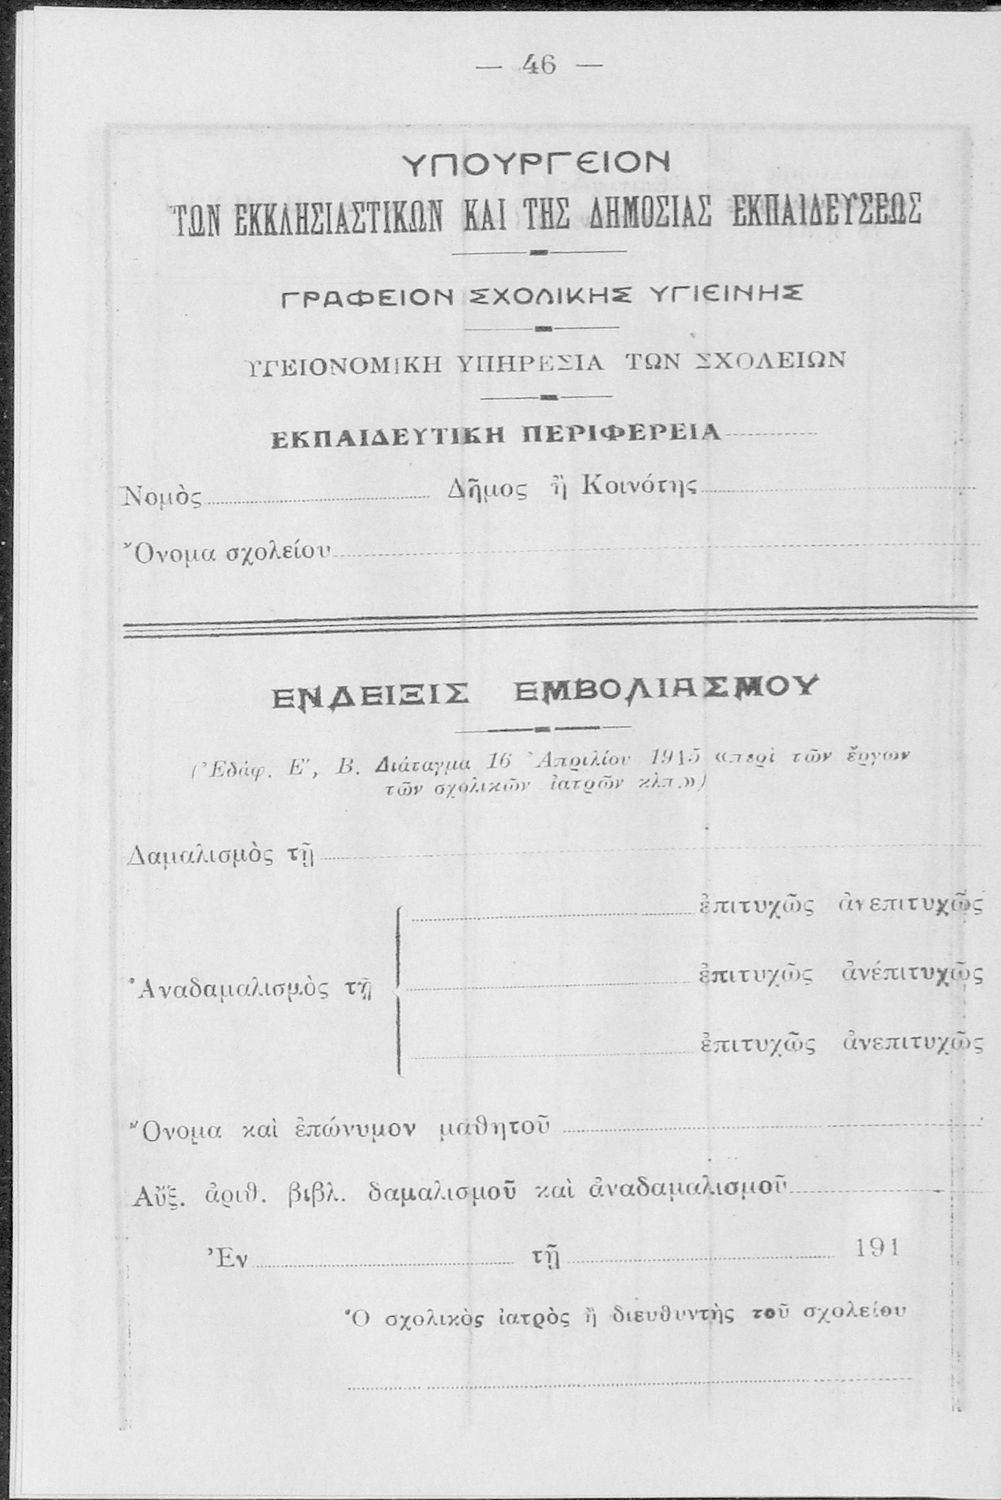 — 46 —
ΥΠΟΥΡΓΕΙΟΝ
ΤΩΝ ΕΚΚΛΗΣΙΑΣΤΙΚΩΝ ΚΑΙ ΤΗΣ ΔΗΜΟΣΙΑΣ ΕΚΠΑΙΔΕΥΣΕΩΣ
ΓΡΑΦΕΙΟΝ ΣΧΟΛΙΚΗΣ ΥΓΙΕΙΝΗΣ
ΥΓΕΙΟΝΟΜΙΚΗ ΥΠΗΡΕΣΙΑ ΤΩΝ ΣΧΟΛΕΙΩΝ
ΕΚΠΑΙΔΕΥΤΙΚΗ ΠΕΡΙΦΕΡΕΙΑ
Νομὸς Δῆμος ἢ Κοινότης
Ὄνομα σχολείου
ΕΝΔΕΙΞΙΣ ΕΜΒΟΛΙΑΣΜΟΥ
(Ἐδάφ. Ε', Β. Διάταγμα 16 Ἀπριλίου 1915 «περὶ τῶν ἔργων
τῶν σχολικῶν ἰατρῶν κλπ.»)
Δαμαλισμὸς τῇ
ἐπιτυχῶς ἀνεπιτυχῶς
Ἀναδαμαλισμὸς τῇ ἐπιτυχῶς ἀνέπιτυχῶς
ἐπιτυχῶς ἀνεπιτυχῶς
Ὄνομα καὶ ἐπώνυμον μαθητοῦ
Αὔξ. ἀριθ. βιβλ. δαμαλισμοῦ καὶ ἀναδαμαλισμοῦ
Ἐν τῇ 191
Ὁ σχολικὸς ἰατρὸς ἢ διευθυντὴς τοῦ σχολείου